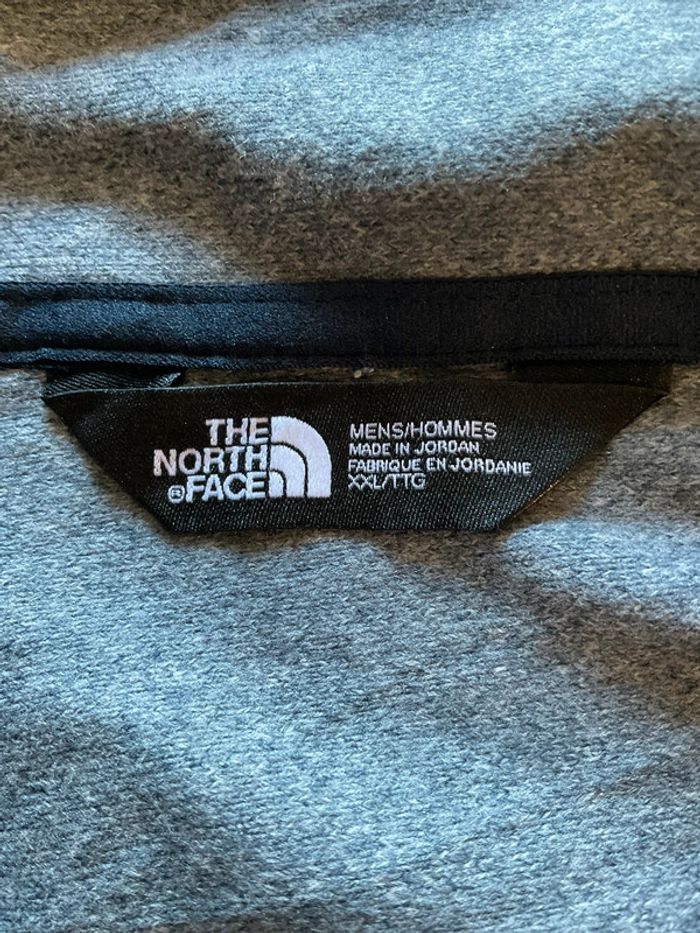 THE
NORTH
®FACE
MENS/HOMMES
MADE IN JORDAN
FABRIQUE EN JORDANIE
XXL/TTG